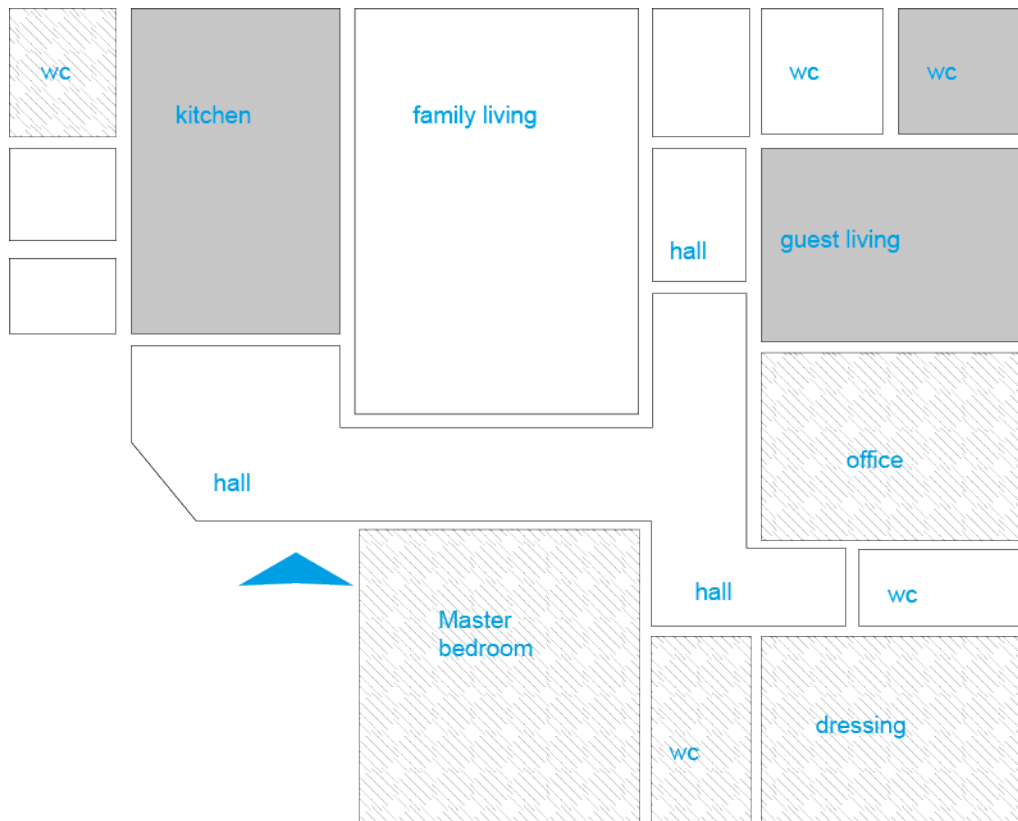 wc
wc
wc
kitchen
family living
guest living
hall
office
hall
hall
wc
Master
bedroom
dressing
wc